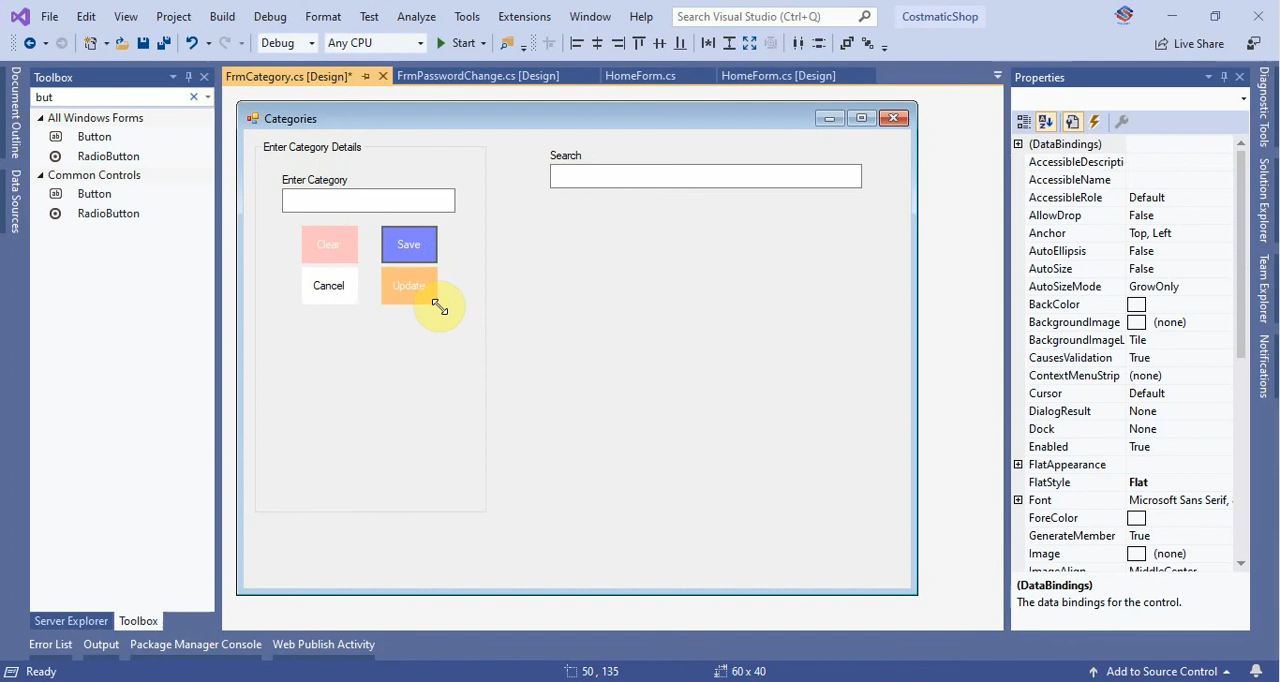 File Edit View Project Build Debug Format Test Analyze Tools Extensions Window Help Search Visual Studio (Ctrl+Q) CostmaticShop
Debug Any CPU Start Live Share
Document Outline
Data Sources
Toolbox
but
All Windows Forms
Button
RadioButton
Common Controls
Button
RadioButton
Server Explorer Toolbox
FrmCategory.cs [Design]* FrmPasswordChange.cs [Design] HomeForm.cs HomeForm.cs [Design]
Categories
Enter Category Details
Enter Category
Clear Save
Cancel Update
Search
Properties
(DataBindings)
AccessibleDescripti
AccessibleName
AccessibleRole Default
AllowDrop False
Anchor Top, Left
AutoEllipsis False
AutoSize False
AutoSizeMode GrowOnly
BackColor
BackgroundImage (none)
BackgroundImageL Tile
CausesValidation True
ContextMenuStrip (none)
Cursor Default
DialogResult None
Dock None
Enabled True
FlatAppearance
FlatStyle Flat
Font Microsoft Sans Serif,
ForeColor
GenerateMember True
Image (none)
ImageAlign MiddleCenter
(DataBindings)
The data bindings for the control.
Diagnostic Tools
Solution Explorer
Team Explorer
Notifications
Error List Output Package Manager Console Web Publish Activity
Ready 50 , 135 60 x 40 Add to Source Control